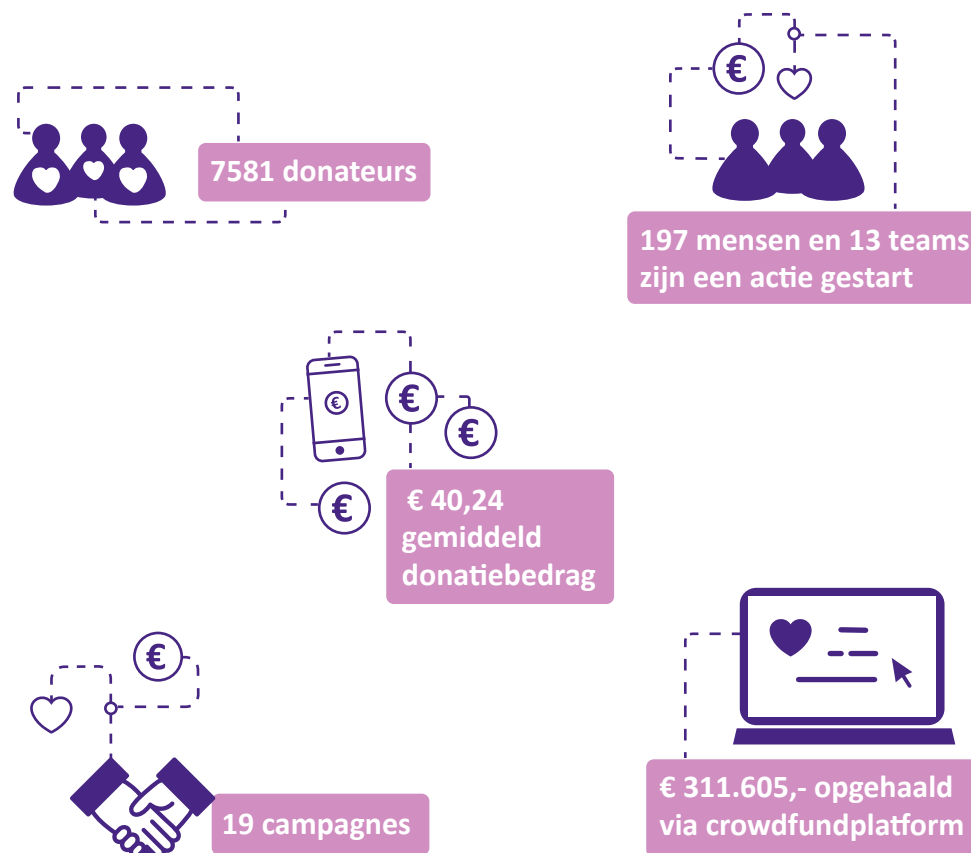 €
7581 donateurs
197 mensen en 13 teams
zijn een actie gestart
€
€
€
€
€ 40,24
gemiddeld
donatiebedrag
€
€
19 campagnes
€ 311.605,- opgehaald
via crowdfundplatform